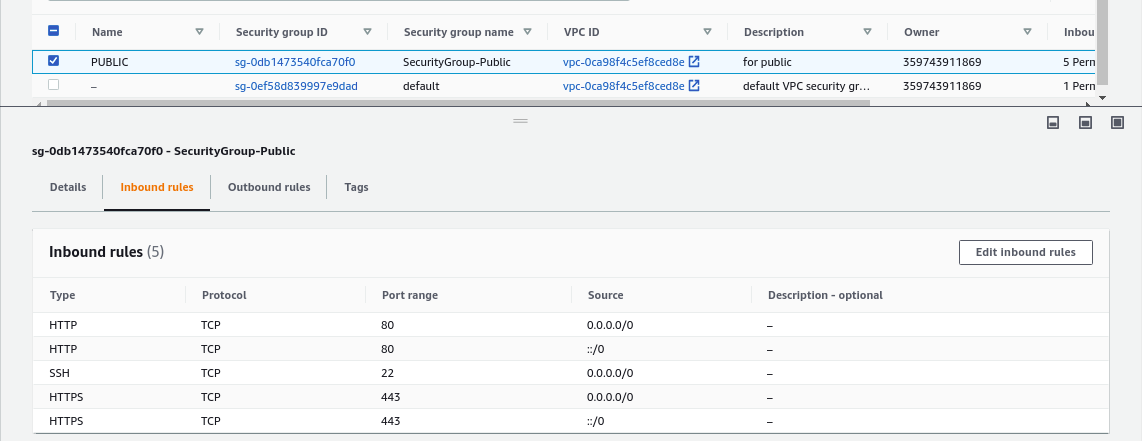 Name Security group ID Security group name VPC ID Description Owner Inbou
PUBLIC sg-0db1473540fca70f0 SecurityGroup-Public vpc-0ca98f4c5ef8ced8e for public 359743911869 5 Perm
– sg-0ef58d839997e9dad default vpc-0ca98f4c5ef8ced8e default VPC security gr... 359743911869 1 Perm
sg-0db1473540fca70f0 - SecurityGroup-Public
Details Inbound rules Outbound rules Tags
Inbound rules (5) Edit inbound rules
Type Protocol Port range Source Description - optional
HTTP TCP 80 0.0.0.0/0 –
HTTP TCP 80 ::/0 –
SSH TCP 22 0.0.0.0/0 –
HTTPS TCP 443 0.0.0.0/0 –
HTTPS TCP 443 ::/0 –